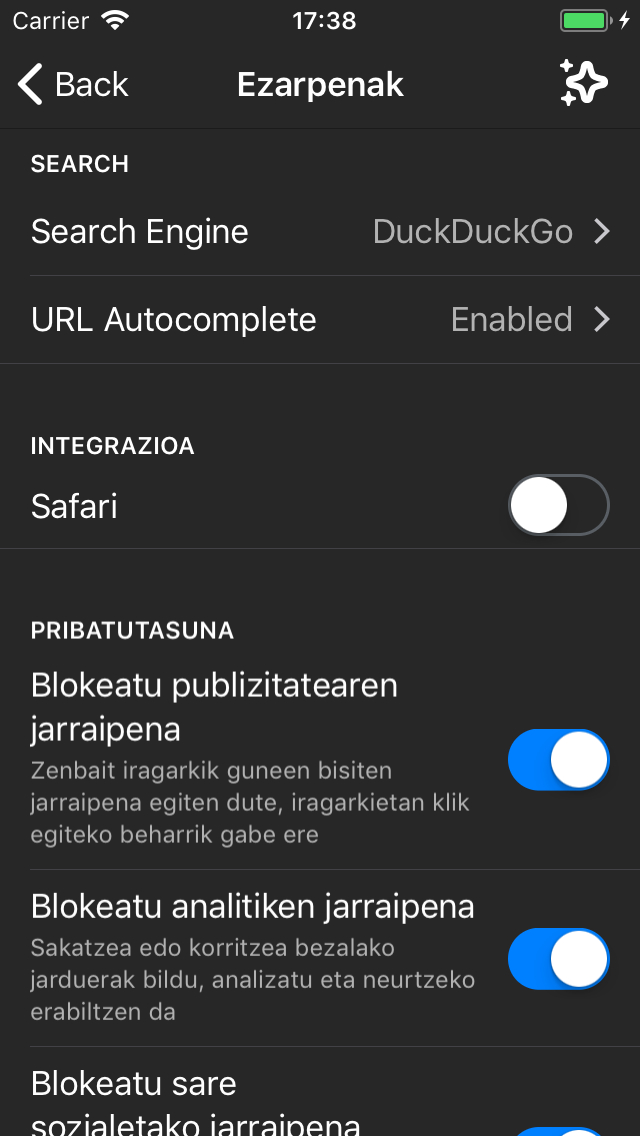 Carrier 17:38
Back Ezarpenak
SEARCH
Search Engine DuckDuckGo
URL Autocomplete Enabled
INTEGRAZIOA
Safari
PRIBATUTASUNA
Blokeatu publizitatearen
jarraipena
Zenbait iragarkik guneen bisiten
jarraipena egiten dute, iragarkietan klik
egiteko beharrik gabe ere
Blokeatu analitiken jarraipena
Sakatzea edo korritzea bezalako
jarduerak bildu, analizatu eta neurtzeko
erabiltzen da
Blokeatu sare
sozialetako jarraipena